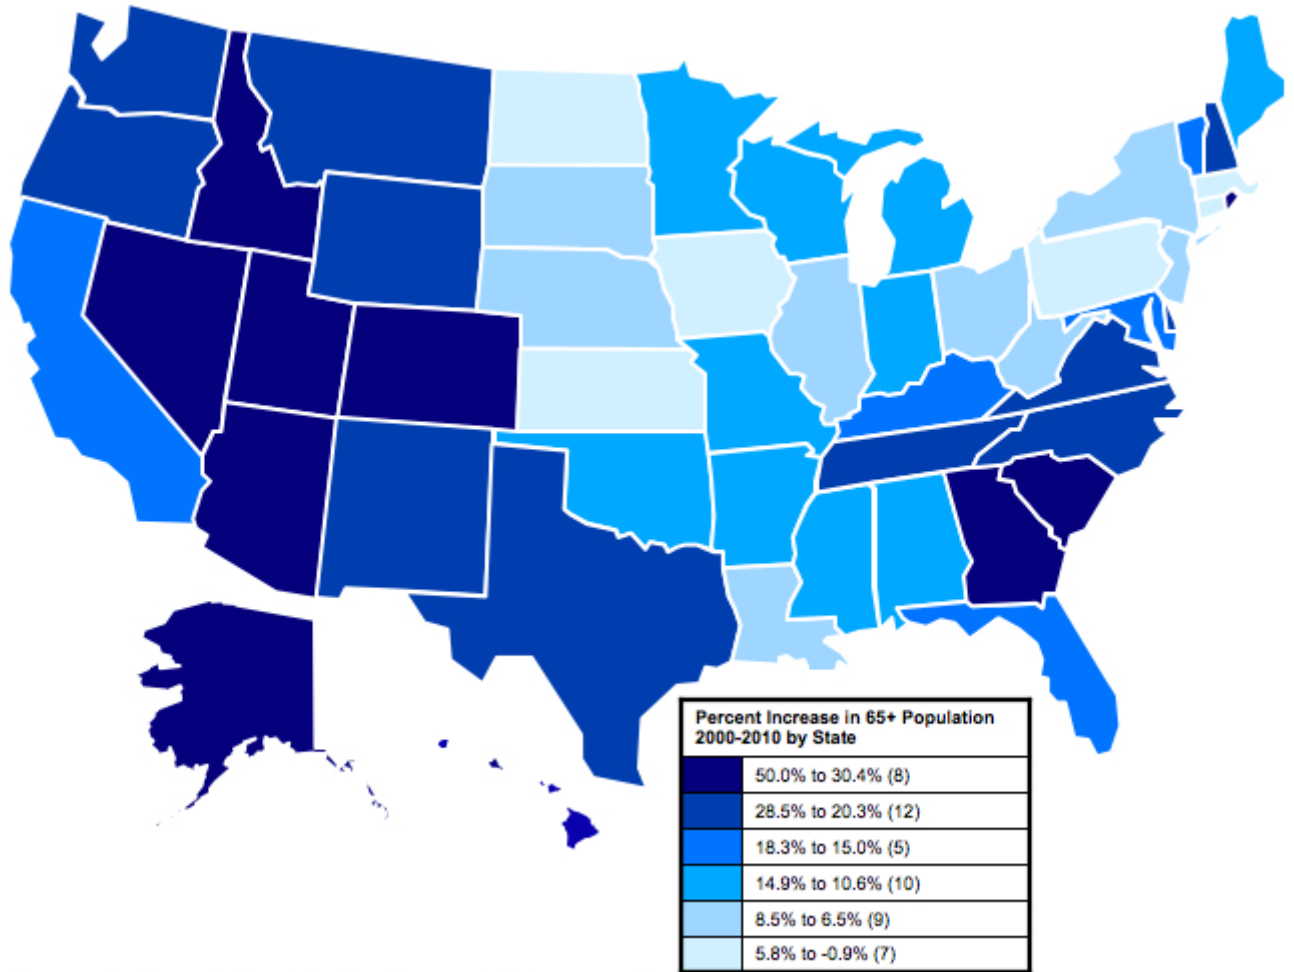 Percent Increase in 65+ Population
2000-2010 by State
50.0% to 30.4% (8)
28.5% to 20.3% (12)
18.3% to 15.0% (5)
14.9% to 10.6% (10)
8.5% to 6.5% (9)
5.8% to -0.9% (7)